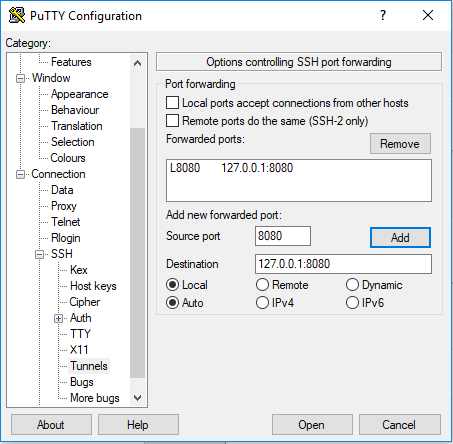 PuTTY Configuration
?
Category:
Features
Window
Appearance
Behaviour
Translation
Selection
Colours
Connection
Data
Proxy
Telnet
Rlogin
SSH
Kex
Host keys
Cipher
Auth
TTY
X11
Tunnels
Bugs
More bugs
Options controlling SSH port forwarding
Port forwarding
Local ports accept connections from other hosts
Remote ports do the same (SSH-2 only)
Forwarded ports:
Remove
L8080 127.0.0.1:8080
Add new forwarded port:
Source port 8080 Add
Destination 127.0.0.1:8080
Local Remote Dynamic
Auto IPv4 IPv6
About Help Open Cancel